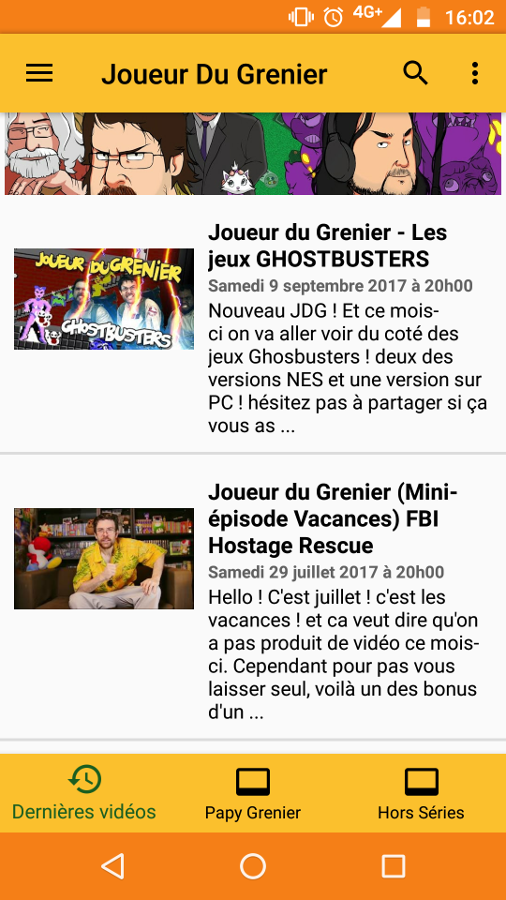 4G+ 16:02
Joueur Du Grenier
Joueur du Grenier - Les
jeux GHOSTBUSTERS
Samedi 9 septembre 2017 à 20h00
Nouveau JDG ! Et ce mois-
ci on va aller voir du coté des
jeux Ghosbusters ! deux des
versions NES et une version sur
PC ! hésitez pas à partager si ça
vous as ...
JOUEUR DU GRENIER
GHOSTBUSTERS
Joueur du Grenier (Mini-
épisode Vacances) FBI
Hostage Rescue
Samedi 29 juillet 2017 à 20h00
Hello ! C'est juillet ! c'est les
vacances ! et ca veut dire qu'on
a pas produit de vidéo ce mois-
ci. Cependant pour pas vous
laisser seul, voilà un des bonus
d'un ...
Dernières vidéos
Papy Grenier
Hors Séries